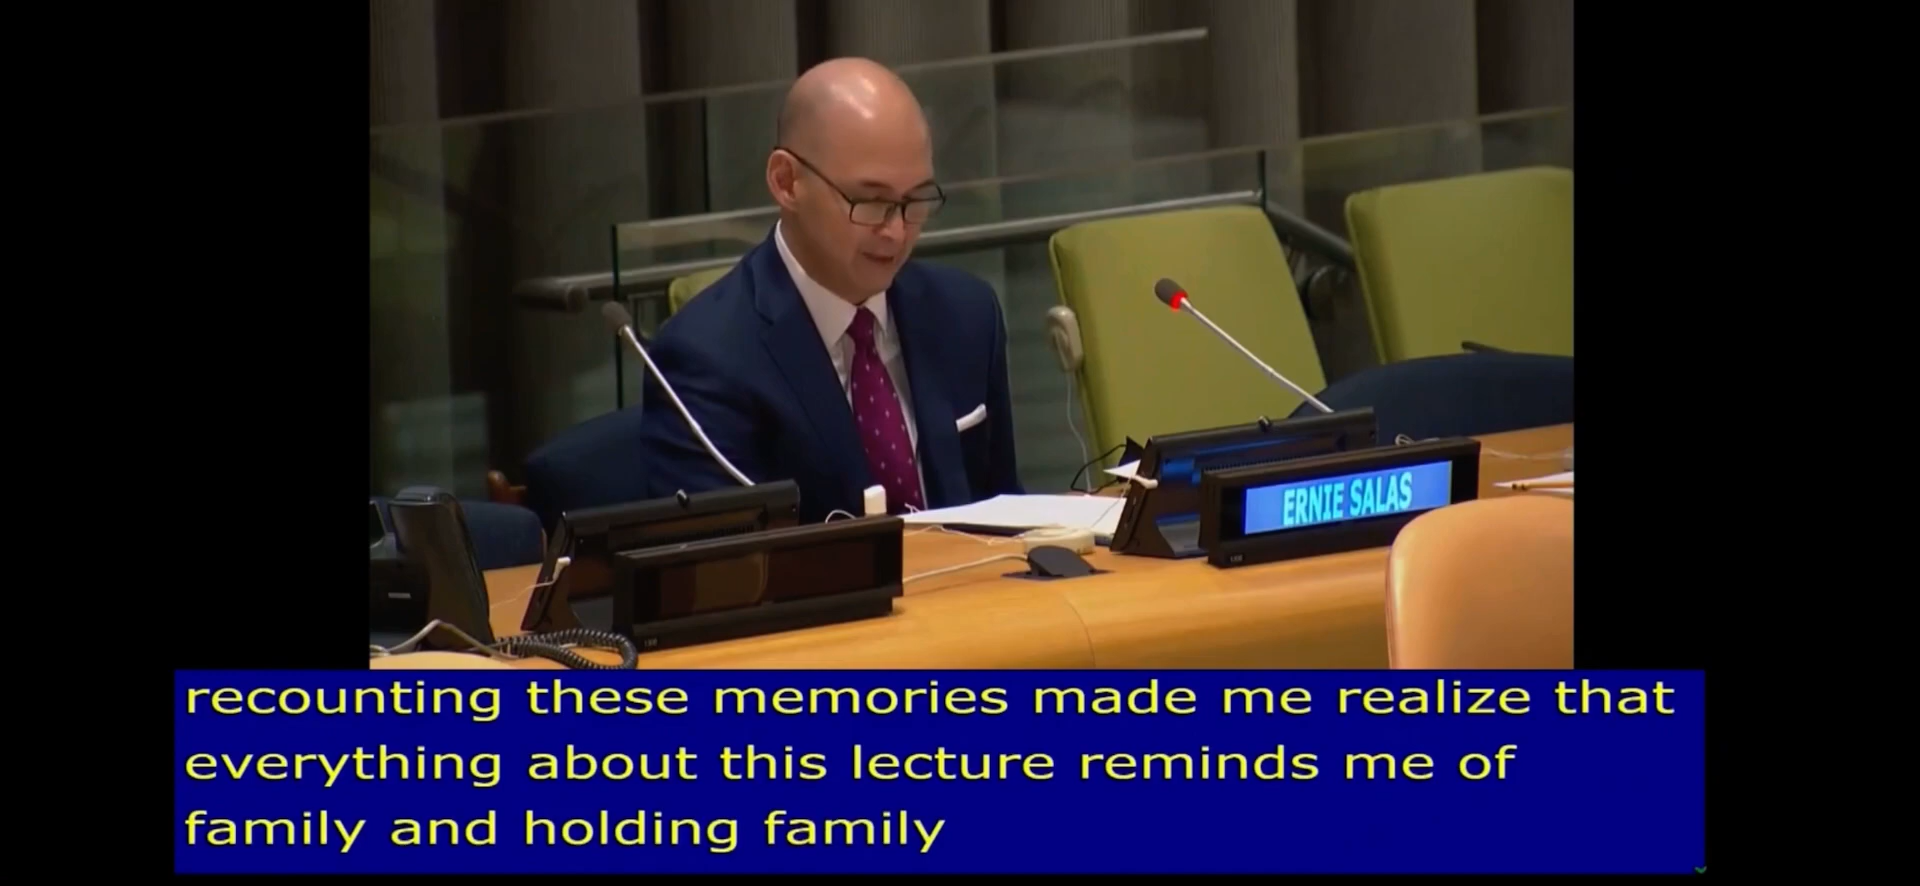 ERNIE SALAS
recounting these memories made me realize that
everything about this lecture reminds me of
family and holding family